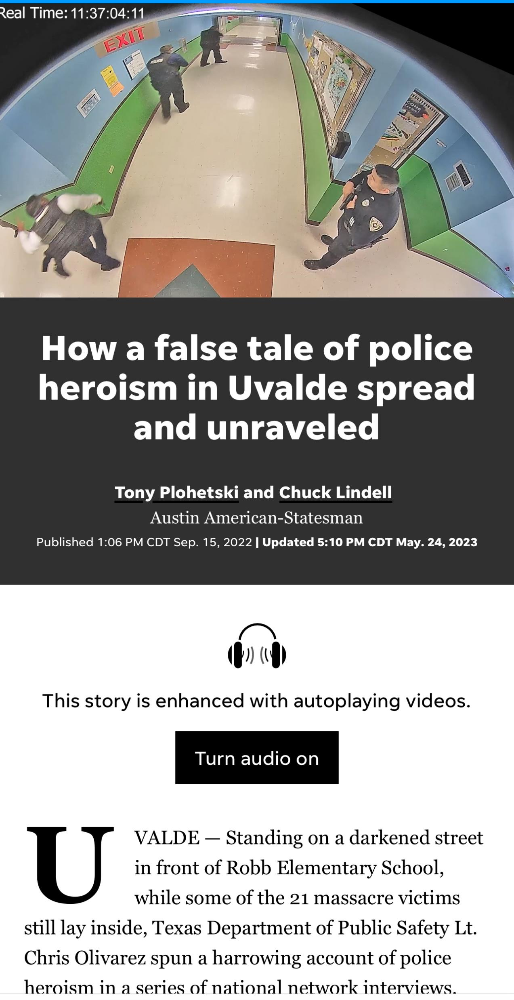 Real Time: 11:37:04:11
EXIT
POLICE
How a false tale of police
heroism in Uvalde spread
and unraveled
Tony Plohetski and Chuck Lindell
Austin American-Statesman
Published 1:06 PM CDT Sep. 15, 2022 | Updated 5:10 PM CDT May. 24, 2023
This story is enhanced with autoplaying videos.
Turn audio on
UVALDE — Standing on a darkened street
in front of Robb Elementary School,
while some of the 21 massacre victims
still lay inside, Texas Department of Public Safety Lt.
Chris Olivarez spun a harrowing account of police
heroism in a series of national network interviews.